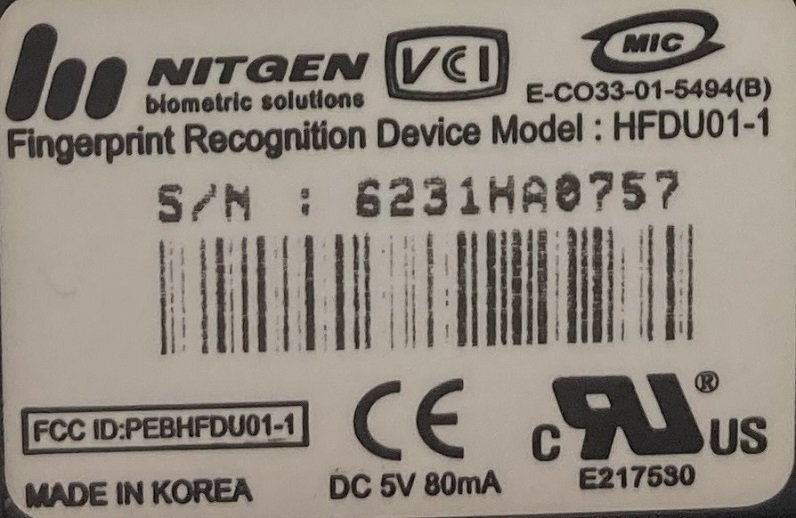 NITGEN VCI MIC
biometric solutions E-CO33-01-5494(B)
Fingerprint Recognition Device Model : HFDU01-1
S/N : 6231HA0757
FCC ID:PEBHFDU01-1 CE c RU ® US
MADE IN KOREA DC 5V 80mA E217530